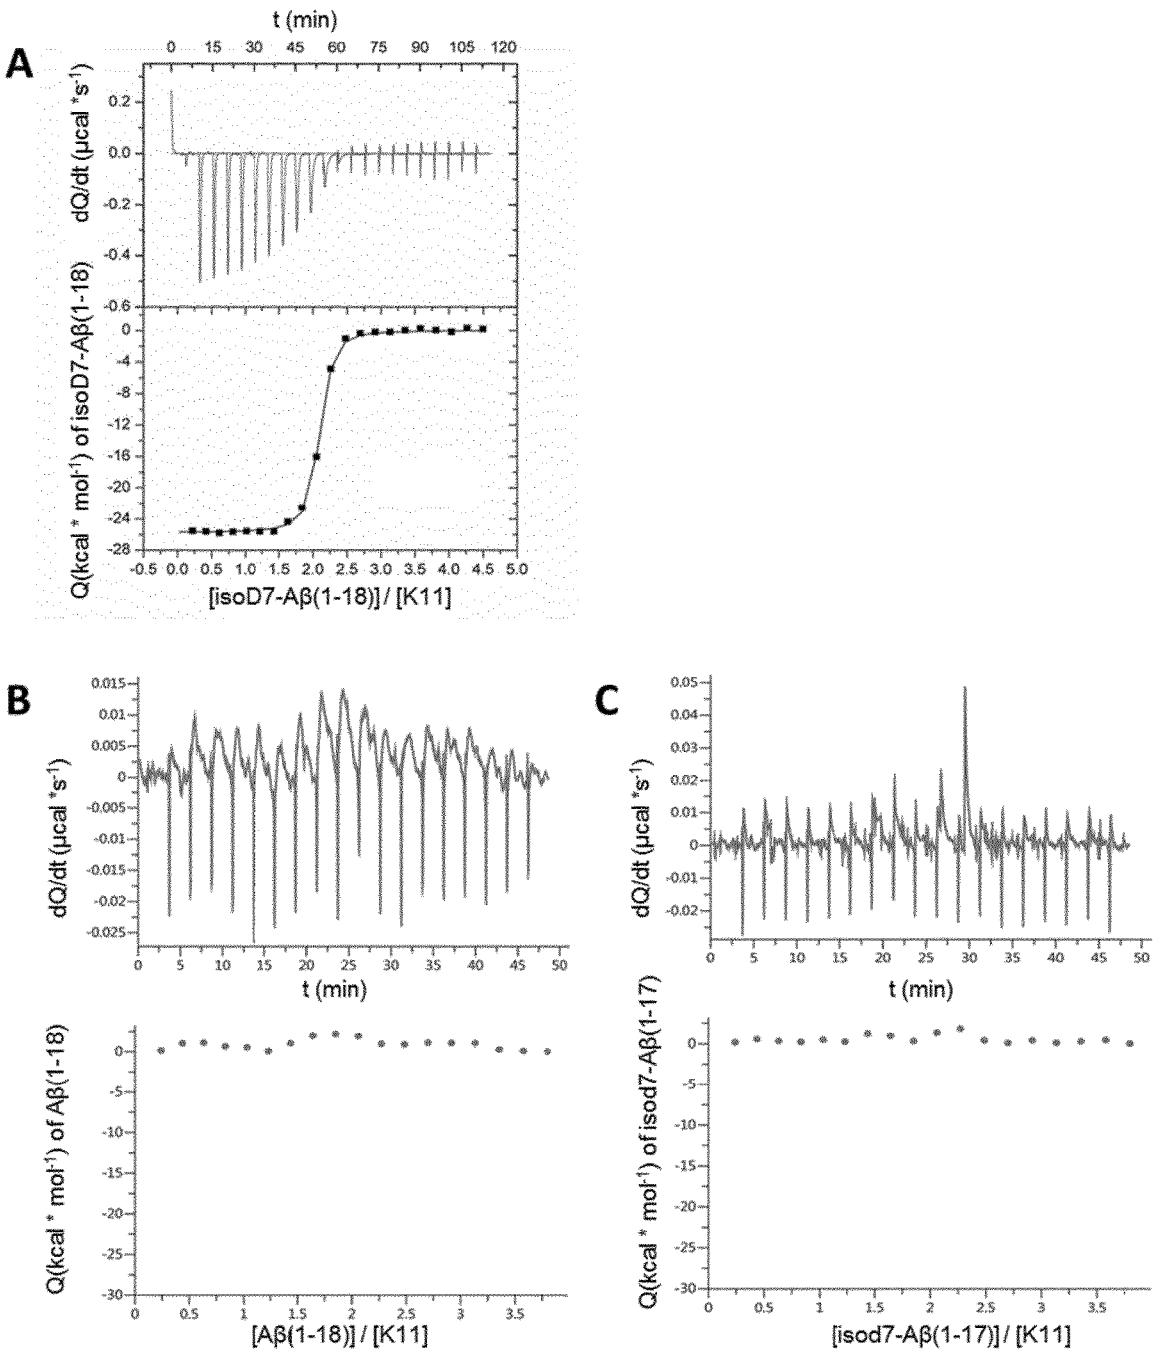 A
t (min)
0 15 30 45 60 75 90 105 120
dQ/dt (µcal *s⁻¹)
0.2
0.0
-0.2
-0.4
-0.6
Q(kcal * mol⁻¹) of isoD7-Aβ(1-18)
0
-4
-8
-12
-16
-20
-24
-28
-0.5 0.0 0.5 1.0 1.5 2.0 2.5 3.0 3.5 4.0 4.5 5.0
[isoD7-Aβ(1-18)] / [K11]
B
dQ/dt (µcal *s⁻¹)
0.015
0.01
0.005
0
-0.005
-0.01
-0.015
-0.02
-0.025
0 5 10 15 20 25 30 35 40 45 50
t (min)
Q(kcal * mol⁻¹) of Aβ(1-18)
0
-5
-10
-15
-20
-25
-30
0 0.5 1 1.5 2 2.5 3 3.5
[Aβ(1-18)] / [K11]
C
dQ/dt (µcal *s⁻¹)
0.05
0.04
0.03
0.02
0.01
0
-0.01
-0.02
0 5 10 15 20 25 30 35 40 45 50
t (min)
Q(kcal * mol⁻¹) of isod7-Aβ(1-17)
0
-5
-10
-15
-20
-25
-30
0 0.5 1 1.5 2 2.5 3 3.5
[isod7-Aβ(1-17)] / [K11]